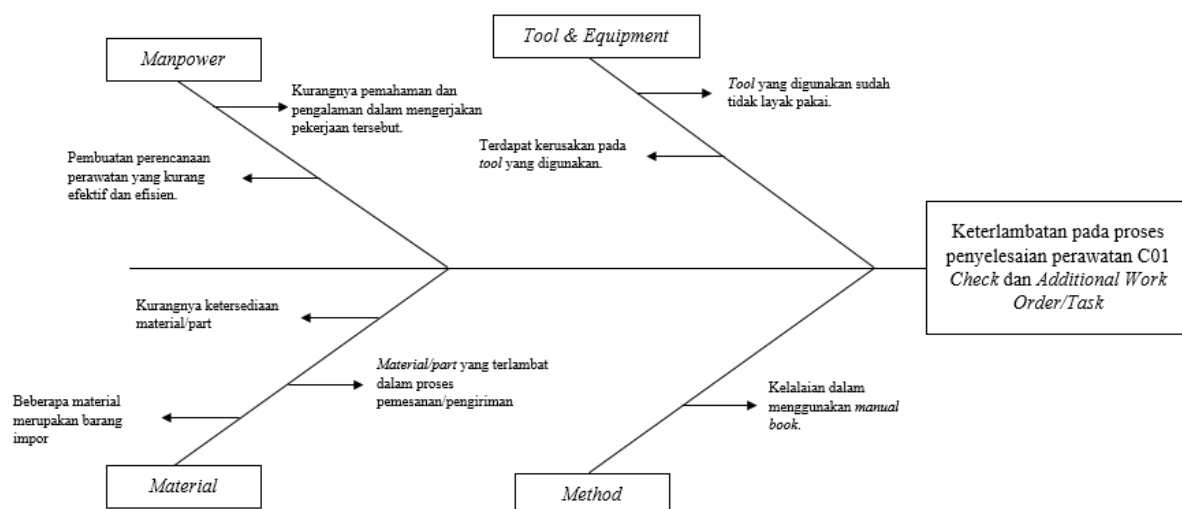 Manpower
Kurangnya pemahaman dan
pengalaman dalam mengerjakan
pekerjaan tersebut.
Pembuatan perencanaan
perawatan yang kurang
efektif dan efisien.
Tool & Equipment
Tool yang digunakan sudah
tidak layak pakai.
Terdapat kerusakan pada
tool yang digunakan.
Keterlambatan pada proses
penyelesaian perawatan C01
Check dan Additional Work
Order/Task
Kurangnya ketersediaan
material/part
Material/part yang terlambat
dalam proses
pemesanan/pengiriman
Beberapa material
merupakan barang
impor
Material
Kelalaian dalam
menggunakan manual
book.
Method